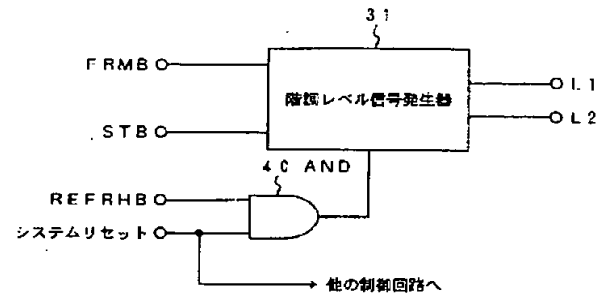 31
FRMB
階調レベル信号発生器
L1
L2
STB
40 AND
REFRHB
システムリセット
他の制御回路へ